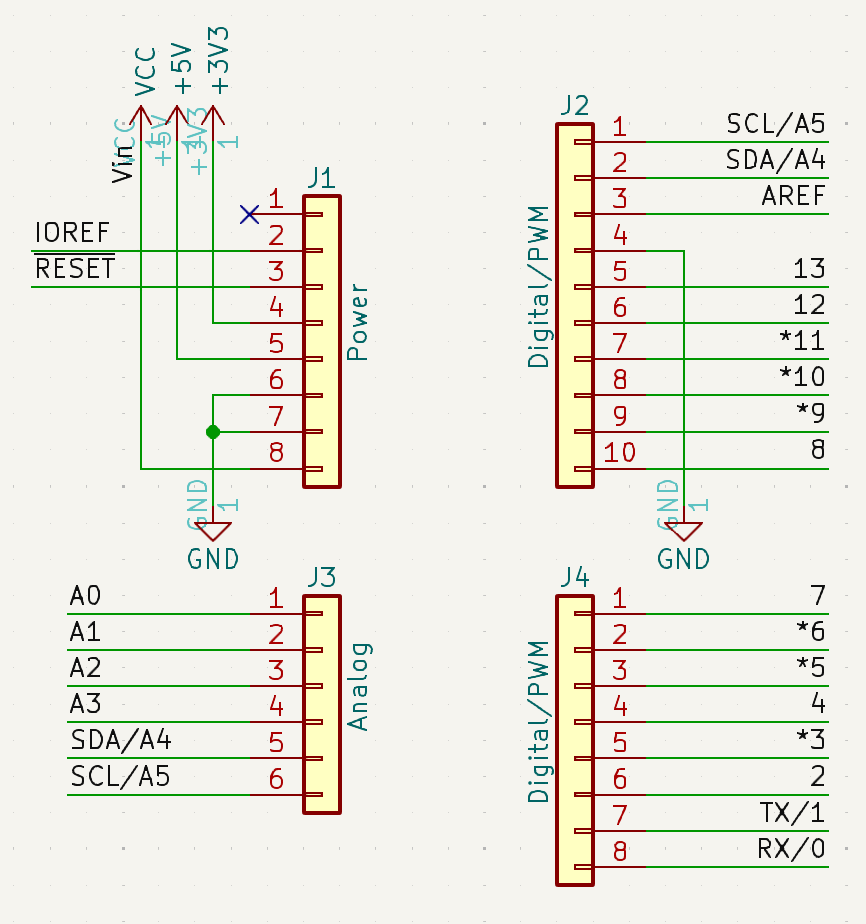 VCC
+5V
+3V3
VCC
1
+5V
1
+3V3
1
Vin
J1
1
IOREF
2
RESET
3
4
5
6
7
8
Power
GND
1
GND
J2
1
SCL/A5
2
SDA/A4
3
AREF
4
5
13
6
12
7
*11
8
*10
9
*9
10
8
Digital/PWM
GND
1
GND
J3
A0
1
A1
2
A2
3
A3
4
SDA/A4
5
SCL/A5
6
Analog
J4
1
7
2
*6
3
*5
4
4
5
*3
6
2
7
TX/1
8
RX/0
Digital/PWM